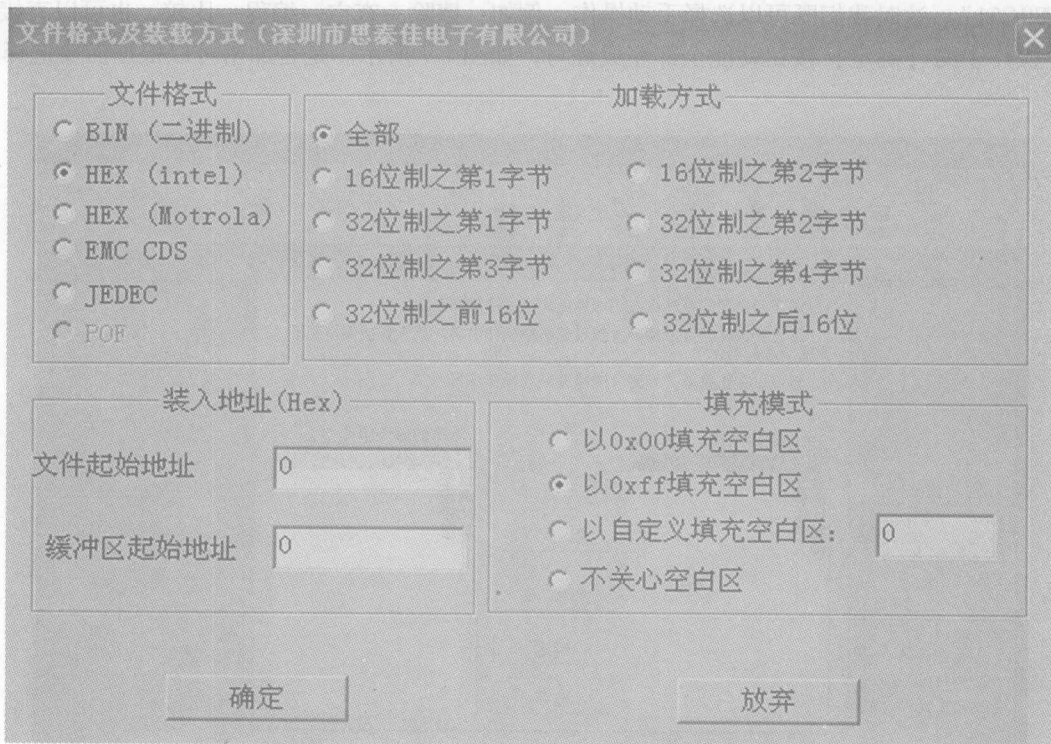 文件格式及装载方式（深圳市思泰佳电子有限公司）
文件格式
BIN (二进制)
HEX (intel)
HEX (Motrola)
EMC CDS
JEDEC
POF
加载方式
全部
16位制之第1字节
16位制之第2字节
32位制之第1字节
32位制之第2字节
32位制之第3字节
32位制之第4字节
32位制之前16位
32位制之后16位
装入地址(Hex)
文件起始地址
0
缓冲区起始地址
0
填充模式
以0x00填充空白区
以0xff填充空白区
以自定义填充空白区:
0
不关心空白区
确定
放弃